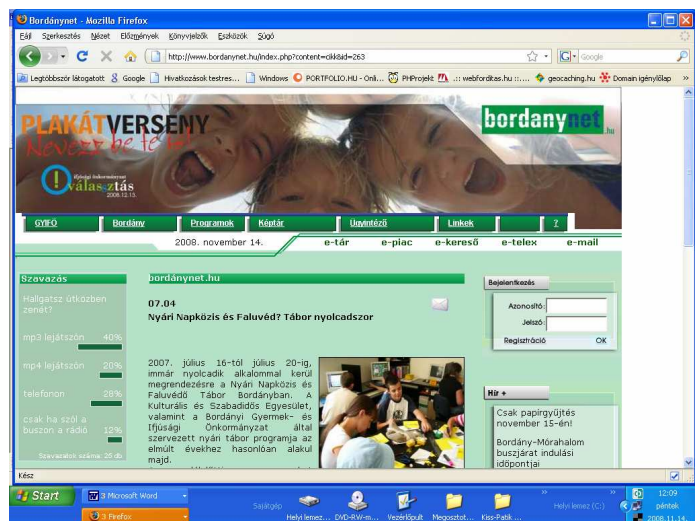 Bordánynet - Mozilla Firefox
Fájl Szerkesztés Nézet Előzmények Könyvjelzők Eszközök Súgó
http://www.bordanynet.hu/index.php?content=cikk&id=263
Google
Legtöbbször látogatott Google Hivatkozások testres... Windows PORTFOLIO.HU - Onli... PHProjekt .:: webforditas.hu ::.... geocaching.hu Domain igénylőlap »
PLAKÁTVERSENY
Nevezz be te is!
bordanynet.hu
ifjúsági önkormányzati
választás
2008.12.15.
GYIFÖ Bordány Programok Képtár Ügyintéző Linkek ?
2008. november 14. e-tár e-piac e-kereső e-telex e-mail
Szavazás
Hallgatsz útközben
zenét?
mp3 lejátszón 40%
mp4 lejátszón 20%
telefonon 28%
csak ha szól a
buszon a rádió 12%
Szavazatok száma: 25 db
bordánynet.hu
07.04
Nyári Napközis és Faluvéd? Tábor nyolcadszor
2007. július 16-tól július 20-ig,
immár nyolcadik alkalommal kerül
megrendezésre a Nyári Napközis és
Faluvédő Tábor Bordányban. A
Kulturális és Szabadidős Egyesület,
valamint a Bordányi Gyermek- és
Ifjúsági Önkormányzat által
szervezett nyári tábor programja az
elmúlt évekhez hasonlóan alakul
majd.
Bejelentkezés
Azonosító:
Jelszó:
Regisztráció OK
Hír +
Csak papírgyűjtés
november 15-én!
Bordány-Mórahalom
buszjárat indulási
időpontjai
Kész
Start
3 Microsoft Word
3 Firefox
Sajátgép
Helyi lemez... DVD-RW-m... Vezérlőpult Megosztot... Kiss-Patik ...
»
Helyi lemez (C:)
»
12:09
péntek
2008.11.14.